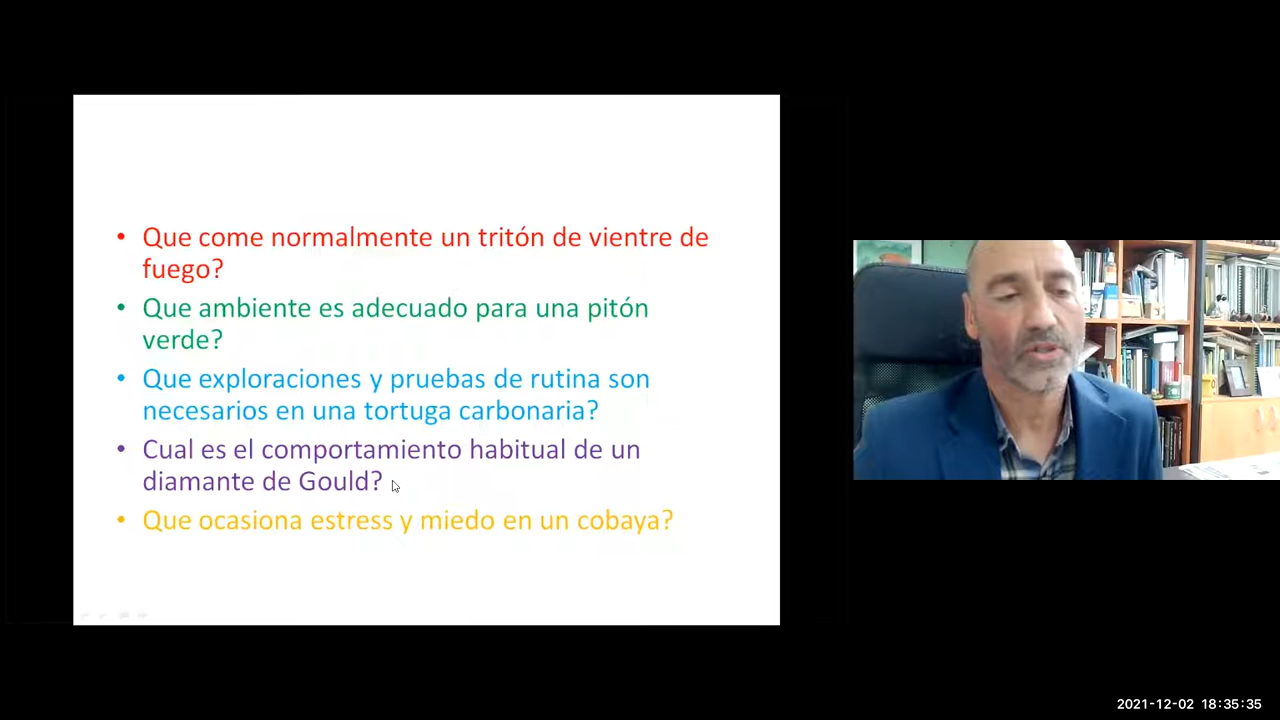 • Que come normalmente un tritón de vientre de
fuego?
• Que ambiente es adecuado para una pitón
verde?
• Que exploraciones y pruebas de rutina son
necesarios en una tortuga carbonaria?
• Cual es el comportamiento habitual de un
diamante de Gould?
• Que ocasiona estress y miedo en un cobaya?
2021-12-02 18:35:35